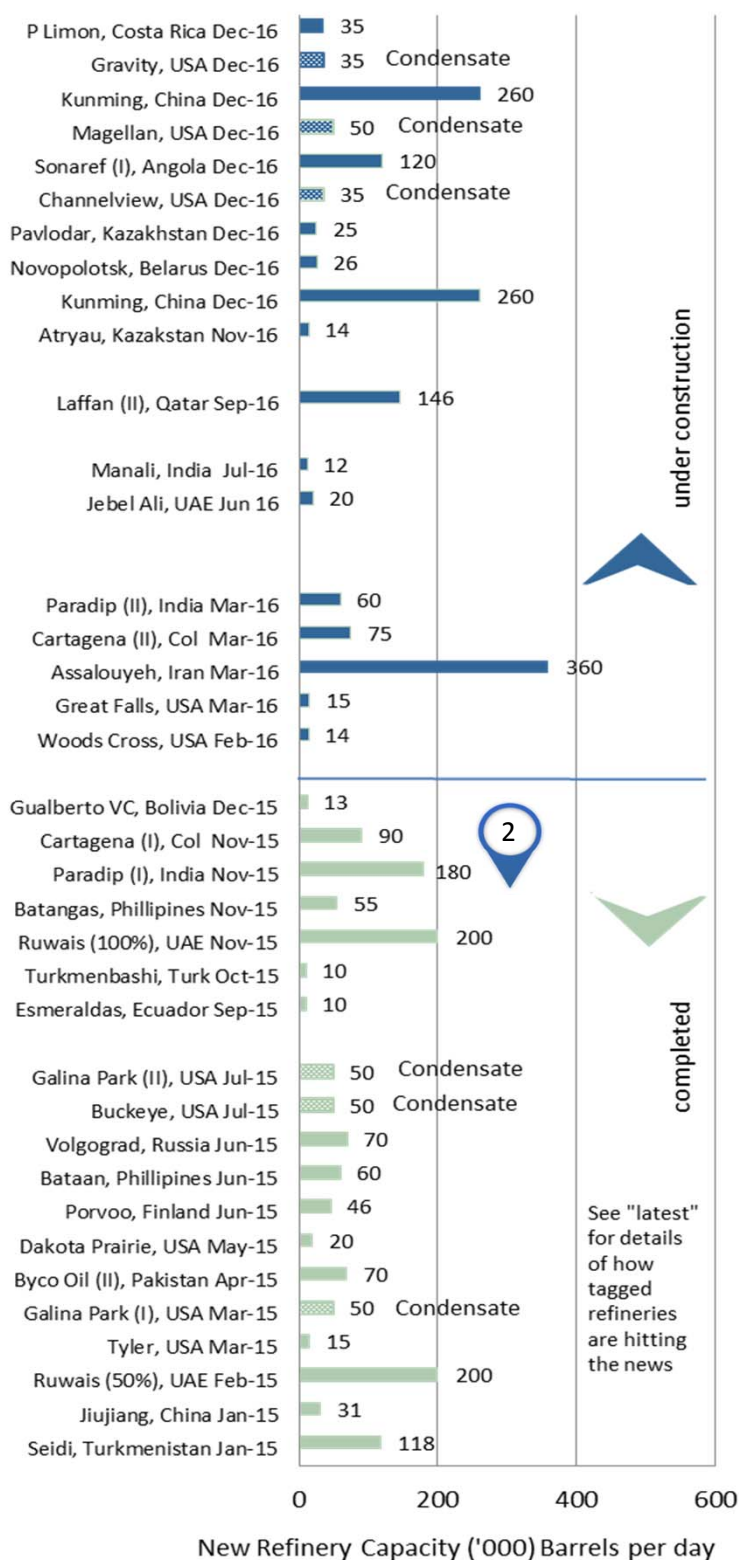 P Limon, Costa Rica Dec-16 35
Gravity, USA Dec-16 35 Condensate
Kunming, China Dec-16 260
Magellan, USA Dec-16 50 Condensate
Sonaref (I), Angola Dec-16 120
Channelview, USA Dec-16 35 Condensate
Pavlodar, Kazakhstan Dec-16 25
Novopolotsk, Belarus Dec-16 26
Kunming, China Dec-16 260
Atryau, Kazakstan Nov-16 14
Laffan (II), Qatar Sep-16 146
Manali, India Jul-16 12
Jebel Ali, UAE Jun 16 20
under construction
Paradip (II), India Mar-16 60
Cartagena (II), Col Mar-16 75
Assalouyeh, Iran Mar-16 360
Great Falls, USA Mar-16 15
Woods Cross, USA Feb-16 14
Gualberto VC, Bolivia Dec-15 13
Cartagena (I), Col Nov-15 90
2
Paradip (I), India Nov-15 180
Batangas, Phillipines Nov-15 55
Ruwais (100%), UAE Nov-15 200
Turkmenbashi, Turk Oct-15 10
Esmeraldas, Ecuador Sep-15 10
completed
Galina Park (II), USA Jul-15 50 Condensate
Buckeye, USA Jul-15 50 Condensate
Volgograd, Russia Jun-15 70
Bataan, Phillipines Jun-15 60
Porvoo, Finland Jun-15 46
Dakota Prairie, USA May-15 20
Byco Oil (II), Pakistan Apr-15 70
Galina Park (I), USA Mar-15 50 Condensate
Tyler, USA Mar-15 15
Ruwais (50%), UAE Feb-15 200
Jiujiang, China Jan-15 31
Seidi, Turkmenistan Jan-15 118
See "latest"
for details
of how
tagged
refineries
are hitting
the news
0 200 400 600
New Refinery Capacity ('000) Barrels per day